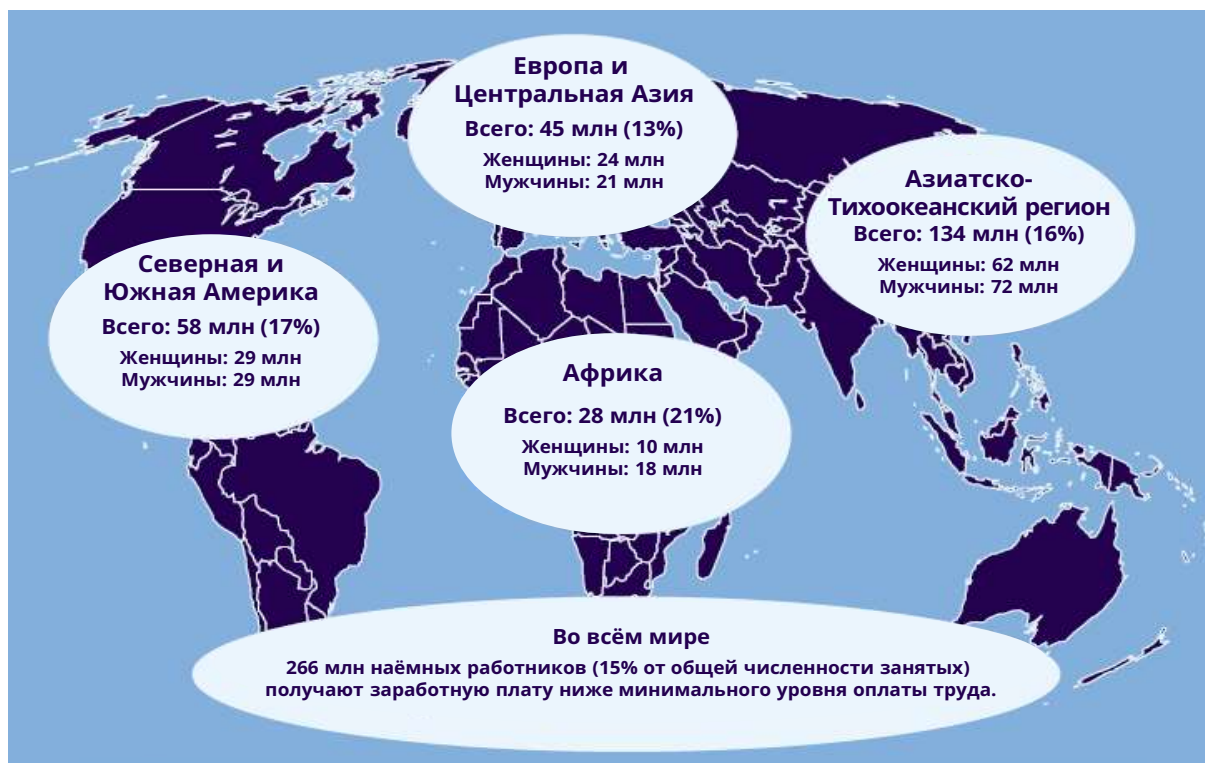 Европа и
Центральная Азия
Всего: 45 млн (13%)
Женщины: 24 млн
Мужчины: 21 млн
Азиатско-
Тихоокеанский регион
Всего: 134 млн (16%)
Женщины: 62 млн
Мужчины: 72 млн
Северная и
Южная Америка
Всего: 58 млн (17%)
Женщины: 29 млн
Мужчины: 29 млн
Африка
Всего: 28 млн (21%)
Женщины: 10 млн
Мужчины: 18 млн
Во всём мире
266 млн наёмных работников (15% от общей численности занятых)
получают заработную плату ниже минимального уровня оплаты труда.